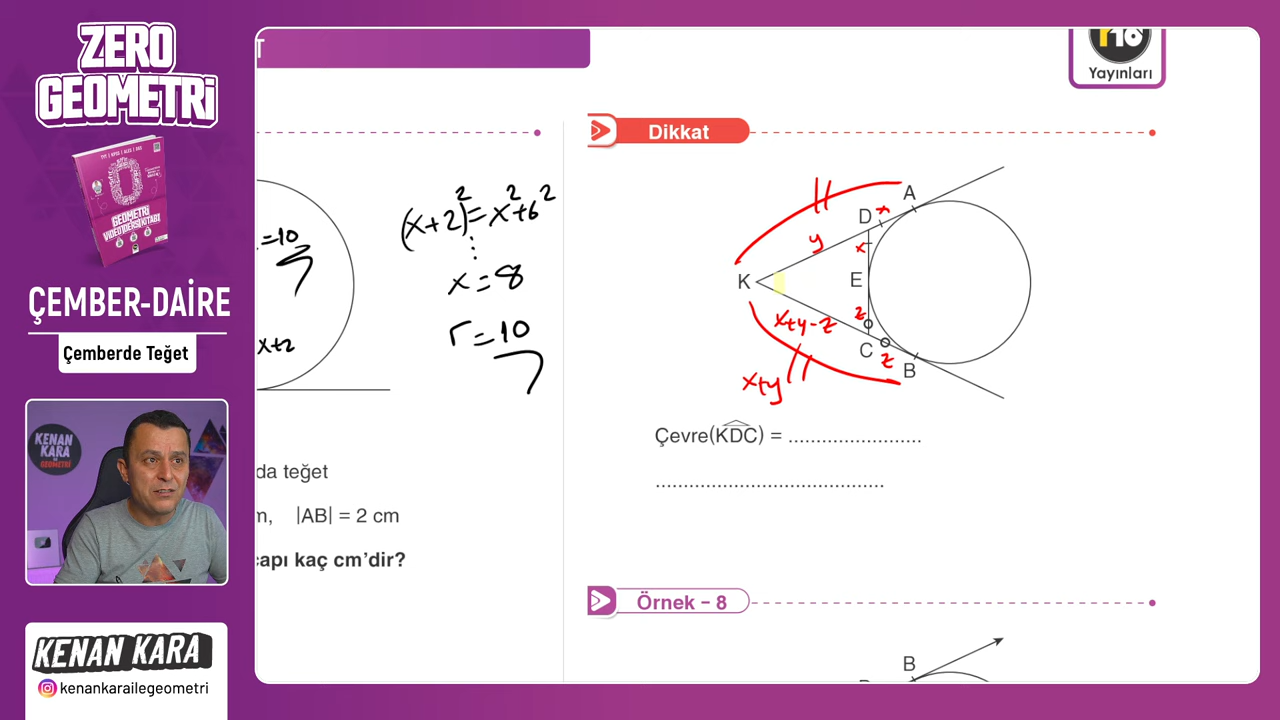 ZERO
GEOMETRİ
GEOMETRİ
VİDEO DERS KİTABI
ÇEMBER-DAİRE
Çemberde Teğet
KENAN
KARA
ile GEOMETRİ
KENAN KARA
kenankarailegeometri
T
=10
x+2
(x+2)²=x²+6²
x=8
r=10
da teğet
m, |AB| = 2 cm
çapı kaç cm'dir?
r10
Yayınları
Dikkat
A
D x
y x
K E
x+y-z z
C z
B
x+y
Çevre(KDC) = ........................
..........................................
Örnek – 8
B